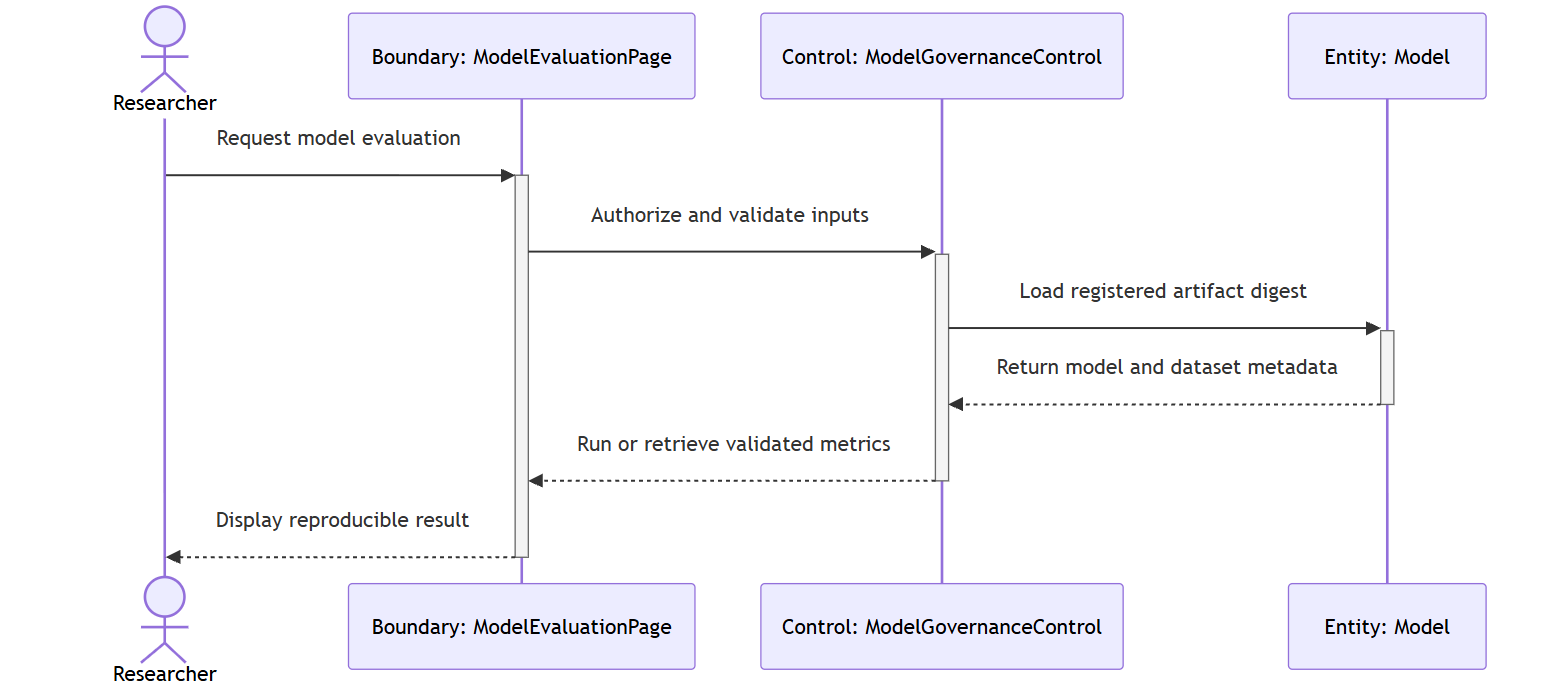 Boundary: ModelEvaluationPage
Control: ModelGovernanceControl
Entity: Model
Researcher
Request model evaluation
Authorize and validate inputs
Load registered artifact digest
Return model and dataset metadata
Run or retrieve validated metrics
Display reproducible result
Boundary: ModelEvaluationPage
Control: ModelGovernanceControl
Entity: Model
Researcher